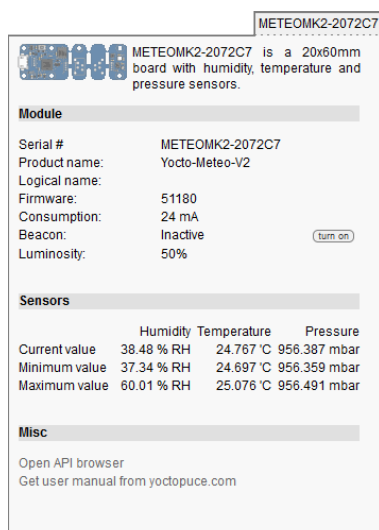 METEOMK2-2072C7
METEOMK2-2072C7 is a 20x60mm
board with humidity, temperature and
pressure sensors.
Module
Serial # METEOMK2-2072C7
Product name: Yocto-Meteo-V2
Logical name:
Firmware: 51180
Consumption: 24 mA
Beacon: Inactive turn on
Luminosity: 50%
Sensors
Humidity Temperature Pressure
Current value 38.48 % RH 24.767 'C 956.387 mbar
Minimum value 37.34 % RH 24.697 'C 956.359 mbar
Maximum value 60.01 % RH 25.076 'C 956.491 mbar
Misc
Open API browser
Get user manual from yoctopuce.com